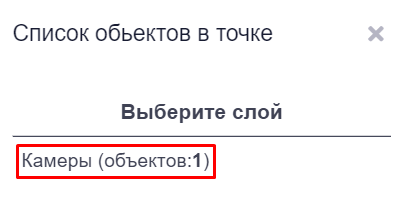 Список обьектов в точке
Выберите слой
Камеры (объектов:1)